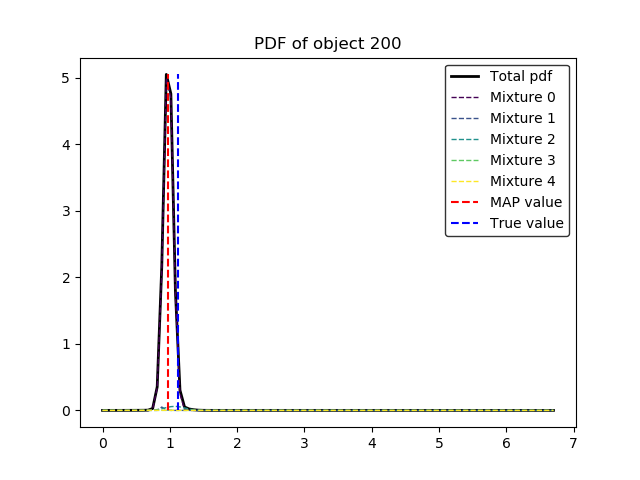 PDF of object 200
Total pdf
Mixture 0
Mixture 1
Mixture 2
Mixture 3
Mixture 4
MAP value
True value
5
4
3
2
1
0
0 1 2 3 4 5 6 7